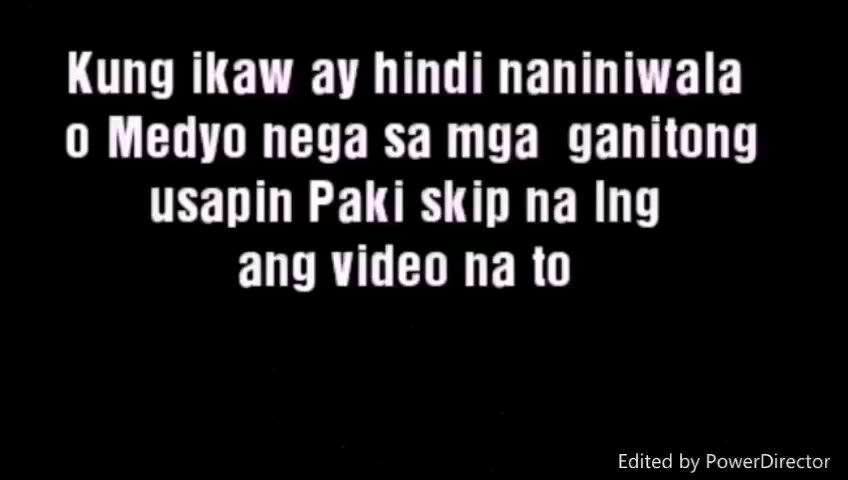 Kung ikaw ay hindi naniniwala
o Medyo nega sa mga ganitong
usapin Paki skip na lng
ang video na to
Edited by PowerDirector